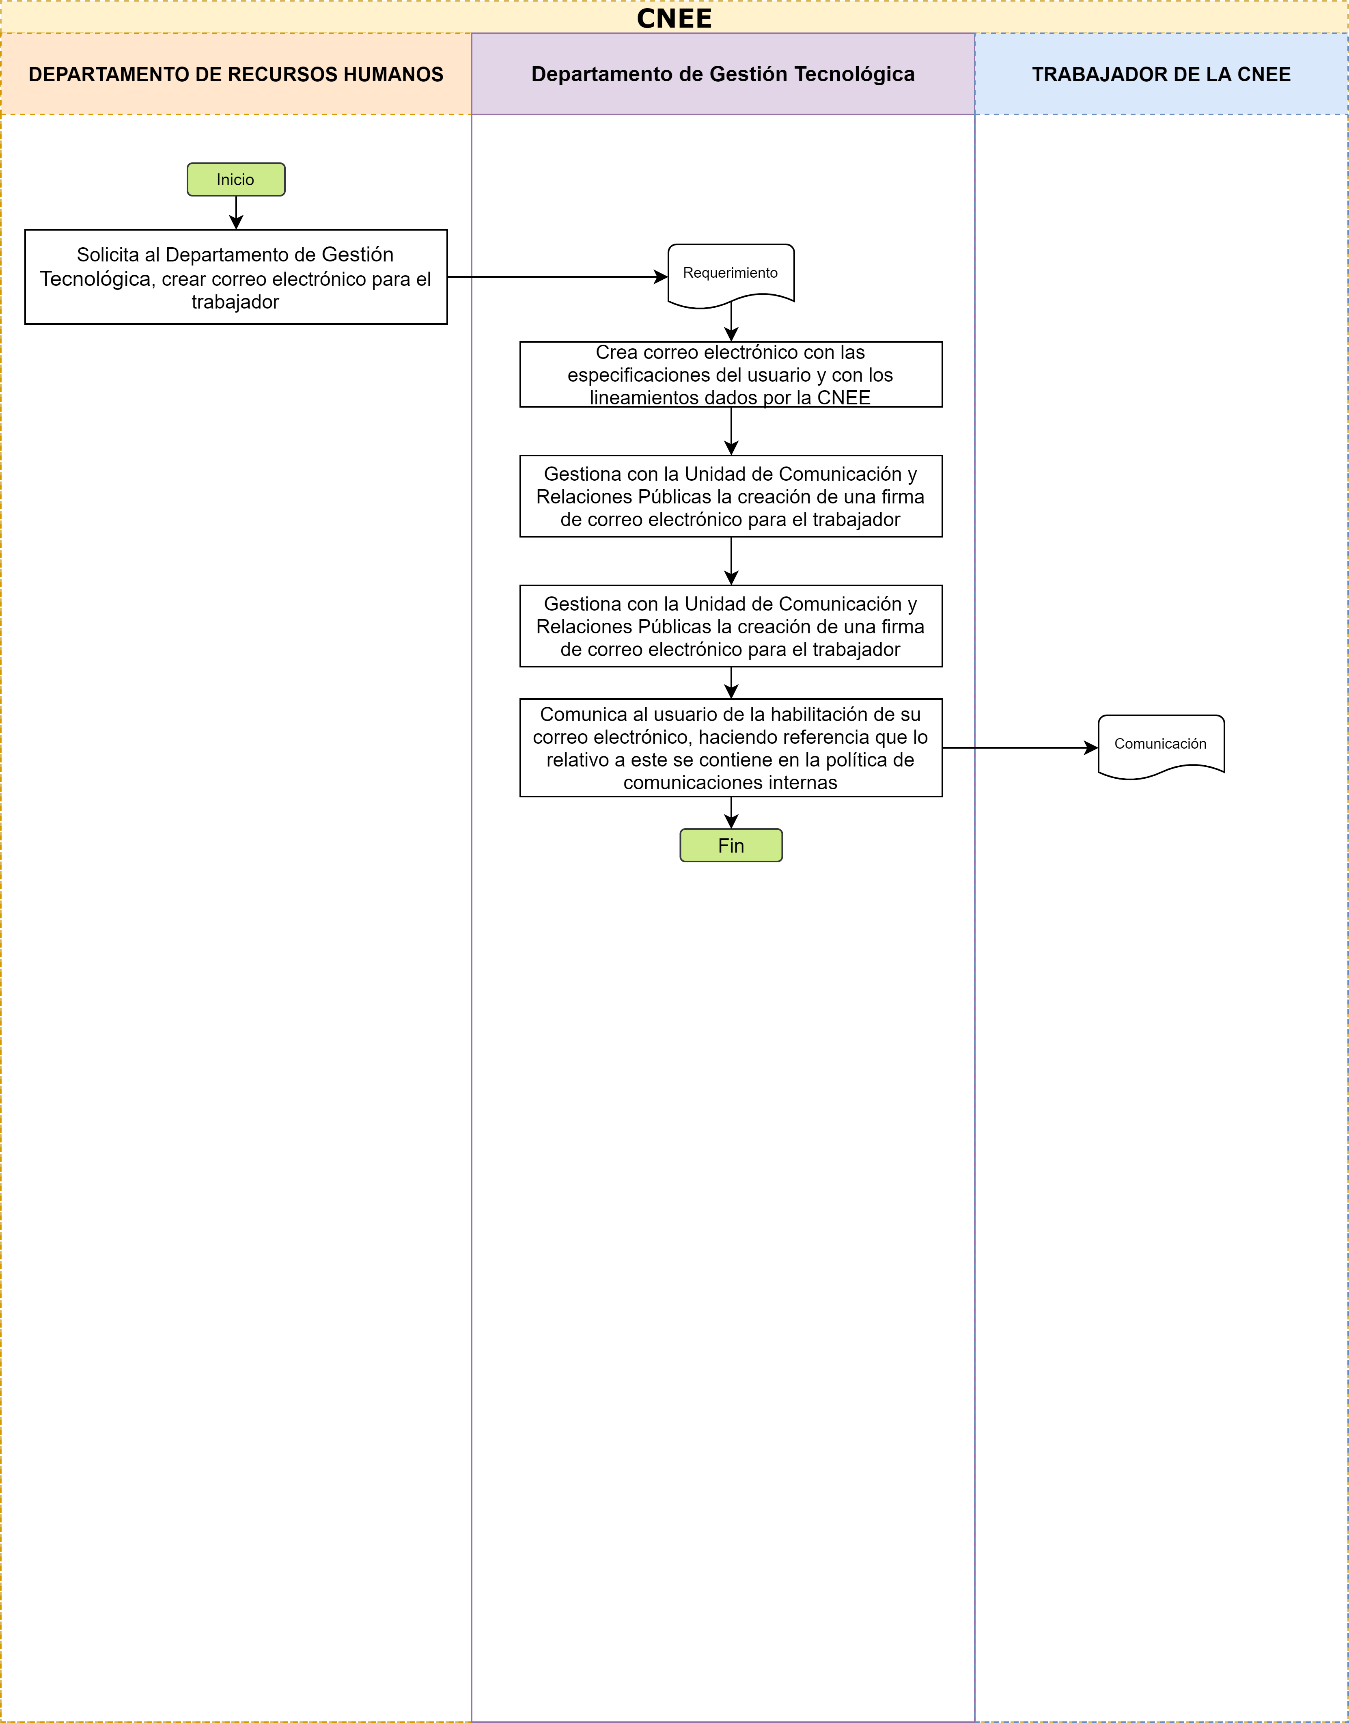 CNEE
DEPARTAMENTO DE RECURSOS HUMANOS
Departamento de Gestión Tecnológica
TRABAJADOR DE LA CNEE
Inicio
Solicita al Departamento de Gestión
Tecnológica, crear correo electrónico para el
trabajador
Requerimiento
Crea correo electrónico con las
especificaciones del usuario y con los
lineamientos dados por la CNEE
Gestiona con la Unidad de Comunicación y
Relaciones Públicas la creación de una firma
de correo electrónico para el trabajador
Gestiona con la Unidad de Comunicación y
Relaciones Públicas la creación de una firma
de correo electrónico para el trabajador
Comunica al usuario de la habilitación de su
correo electrónico, haciendo referencia que lo
relativo a este se contiene en la política de
comunicaciones internas
Comunicación
Fin